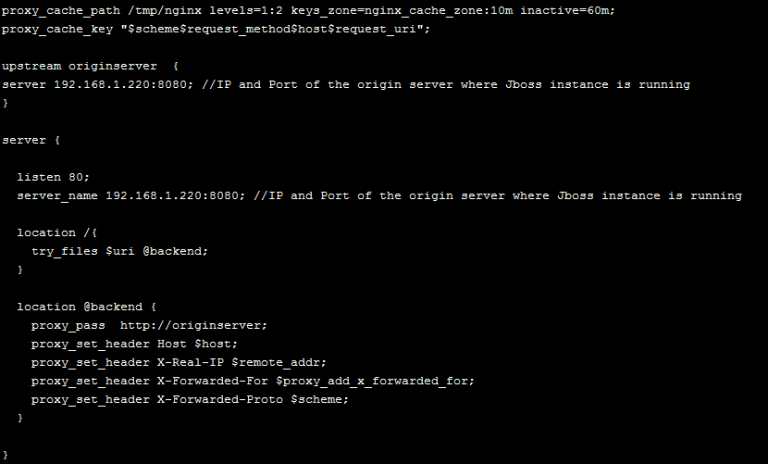 proxy_cache_path /tmp/nginx levels=1:2 keys_zone=nginx_cache_zone:10m inactive=60m;
proxy_cache_key "$scheme$request_method$host$request_uri";
upstream originserver  {
server 192.168.1.220:8080; //IP and Port of the origin server where Jboss instance is running
}
server {
  listen 80;
  server_name 192.168.1.220:8080; //IP and Port of the origin server where Jboss instance is running
  location /{
    try_files $uri @backend;
  }
  location @backend {
    proxy_pass  http://originserver;
    proxy_set_header Host $host;
    proxy_set_header X-Real-IP $remote_addr;
    proxy_set_header X-Forwarded-For $proxy_add_x_forwarded_for;
    proxy_set_header X-Forwarded-Proto $scheme;
  }
}